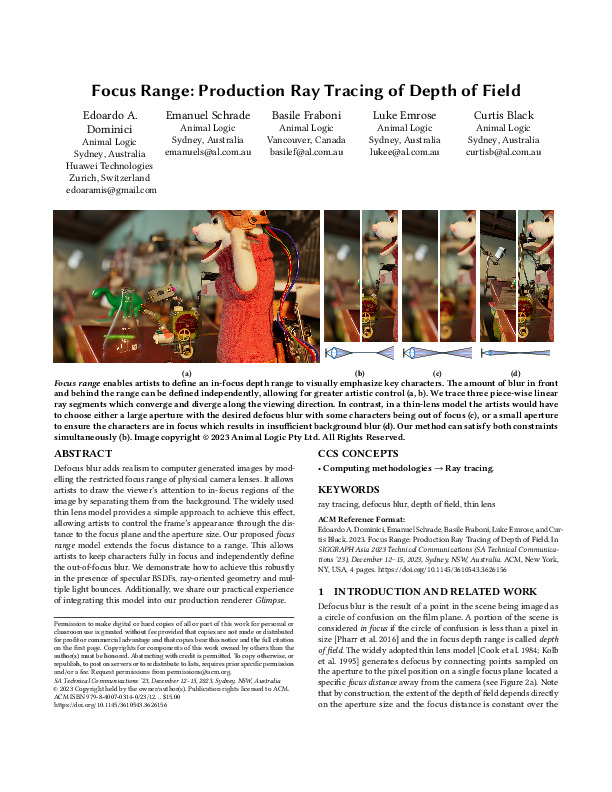 Focus Range: Production Ray Tracing of Depth of Field
Edoardo A.
Dominici
Animal Logic
Sydney, Australia
Huawei Technologies
Zurich, Switzerland
edoaramis@gmail.com
Emanuel Schrade
Animal Logic
Sydney, Australia
emanuels@al.com.au
Basile Fraboni
Animal Logic
Vancouver, Canada
basilef@al.com.au
Luke Emrose
Animal Logic
Sydney, Australia
lukee@al.com.au
Curtis Black
Animal Logic
Sydney, Australia
curtisb@al.com.au
(a)
(b)
(c)
(d)
Focus range enables artists to define an in-focus depth range to visually emphasize key characters. The amount of blur in front
and behind the range can be defined independently, allowing for greater artistic control (a, b). We trace three piece-wise linear
ray segments which converge and diverge along the viewing direction. In contrast, in a thin-lens model the artists would have
to choose either a large aperture with the desired defocus blur with some characters being out of focus (c), or a small aperture
to ensure the characters are in focus which results in insufficient background blur (d). Our method can satisfy both constraints
simultaneously (b). Image copyright © 2023 Animal Logic Pty Ltd. All Rights Reserved.
ABSTRACT
Defocus blur adds realism to computer generated images by mod-
elling the restricted focus range of physical camera lenses. It allows
artists to draw the viewer's attention to in-focus regions of the
image by separating them from the background. The widely used
thin lens model provides a simple approach to achieve this effect,
allowing artists to control the frame's appearance through the dis-
tance to the focus plane and the aperture size. Our proposed focus
range model extends the focus distance to a range. This allows
artists to keep characters fully in focus and independently define
the out-of-focus blur. We demonstrate how to achieve this robustly
in the presence of specular BSDFs, ray-oriented geometry and mul-
tiple light bounces. Additionally, we share our practical experience
of integrating this model into our production renderer Glimpse.
Permission to make digital or hard copies of all or part of this work for personal or
classroom use is granted without fee provided that copies are not made or distributed
for profit or commercial advantage and that copies bear this notice and the full citation
on the first page. Copyrights for components of this work owned by others than the
author(s) must be honored. Abstracting with credit is permitted. To copy otherwise, or
republish, to post on servers or to redistribute to lists, requires prior specific permission
and/or a fee. Request permissions from permissions@acm.org.
SA Technical Communications '23, December 12–15, 2023, Sydney, NSW, Australia
© 2023 Copyright held by the owner/author(s). Publication rights licensed to ACM.
ACM ISBN 979-8-4007-0314-0/23/12...$15.00
https://doi.org/10.1145/3610543.3626156
CCS CONCEPTS
• Computing methodologies → Ray tracing.
KEYWORDS
ray tracing, defocus blur, depth of field, thin lens
ACM Reference Format:
Edoardo A. Dominici, Emanuel Schrade, Basile Fraboni, Luke Emrose, and Cur-
tis Black. 2023. Focus Range: Production Ray Tracing of Depth of Field. In
SIGGRAPH Asia 2023 Technical Communications (SA Technical Communica-
tions '23), December 12–15, 2023, Sydney, NSW, Australia. ACM, New York,
NY, USA, 4 pages. https://doi.org/10.1145/3610543.3626156
1 INTRODUCTION AND RELATED WORK
Defocus blur is the result of a point in the scene being imaged as
a circle of confusion on the film plane. A portion of the scene is
considered in focus if the circle of confusion is less than a pixel in
size [Pharr et al. 2016] and the in focus depth range is called depth
of field. The widely adopted thin lens model [Cook et al. 1984; Kolb
et al. 1995] generates defocus by connecting points sampled on
the aperture to the pixel position on a single focus plane located a
specific focus distance away from the camera (see Figure 2a). Note
that by construction, the extent of the depth of field depends directly
on the aperture size and the focus distance is constant over the